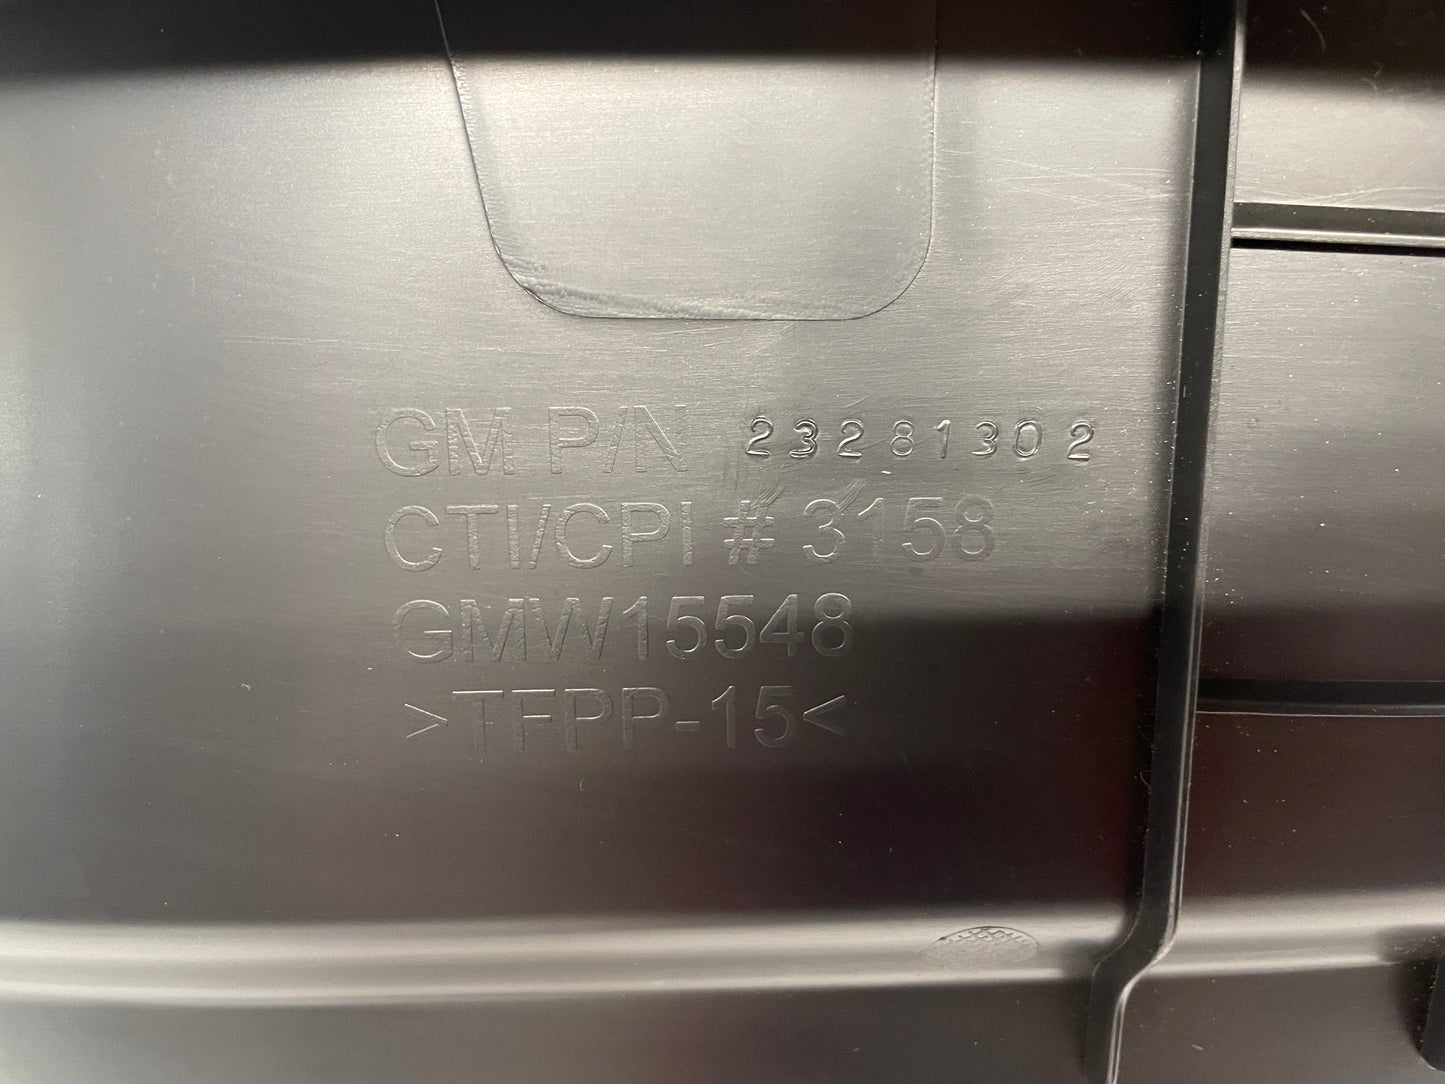 GM P/N 23281302
CTI/CPI # 3158
GMW15548
>TFPP-15<